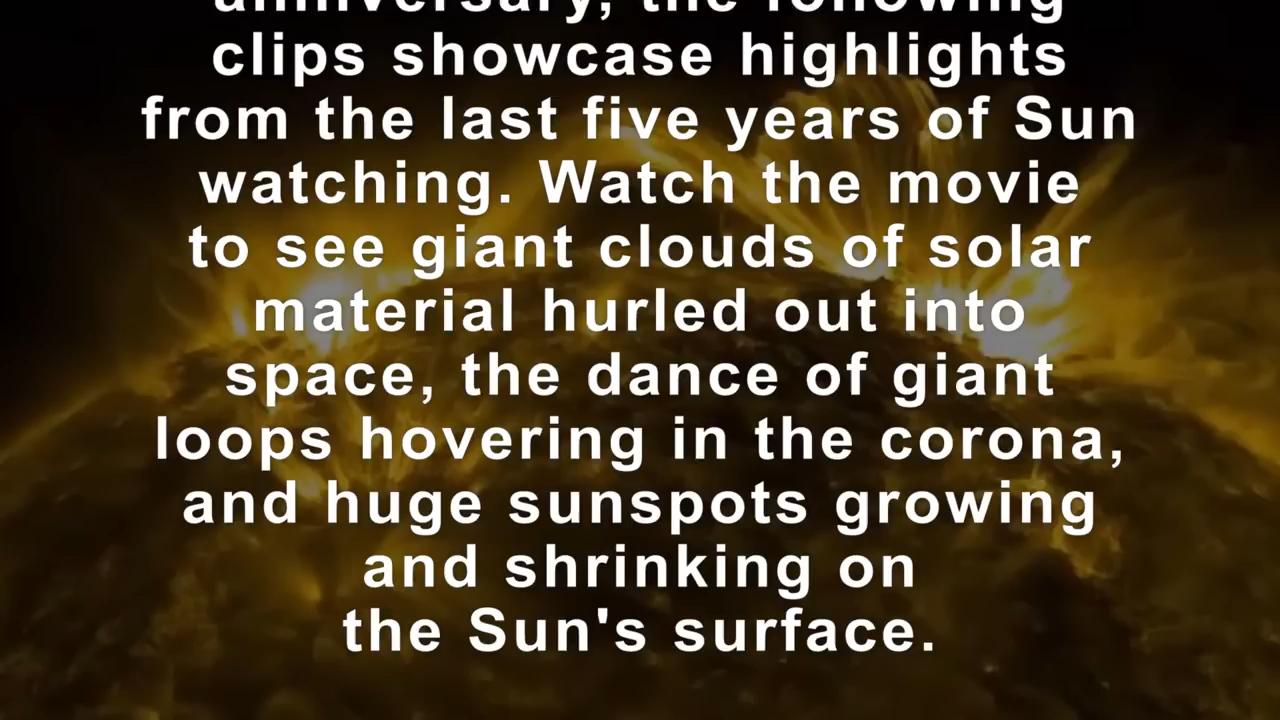 anniversary, the following
clips showcase highlights
from the last five years of Sun
watching. Watch the movie
to see giant clouds of solar
material hurled out into
space, the dance of giant
loops hovering in the corona,
and huge sunspots growing
and shrinking on
the Sun's surface.